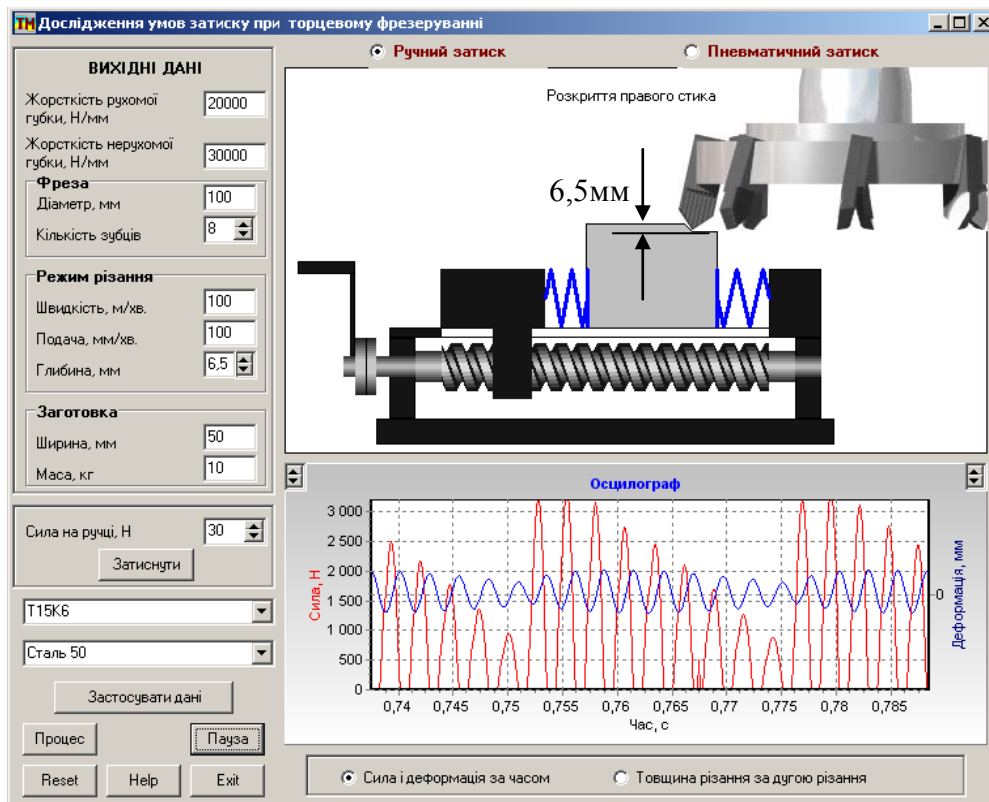 TM Дослідження умов затиску при торцевому фрезеруванні
Ручний затиск
Пневматичний затиск
ВИХІДНІ ДАНІ
Жорсткість рухомої
губки, Н/мм
20000
Жорсткість нерухомої
губки, Н/мм
30000
Фреза
Діаметр, мм
100
Кількість зубців
8
Режим різання
Швидкість, м/хв.
100
Подача, мм/хв.
100
Глибина, мм
6,5
Заготовка
Ширина, мм
50
Маса, кг
10
Сила на ручці, Н
30
Затиснути
Т15К6
Сталь 50
Застосувати дані
Процес
Пауза
Reset
Help
Exit
Розкриття правого стика
6,5мм
Осцилограф
Сила, Н
3 000
2 500
2 000
1 500
1 000
500
0
0
Деформація, мм
0,74 0,745 0,75 0,755 0,76 0,765 0,77 0,775 0,78 0,785
Час, с
Сила і деформація за часом
Товщина різання за дугою різання